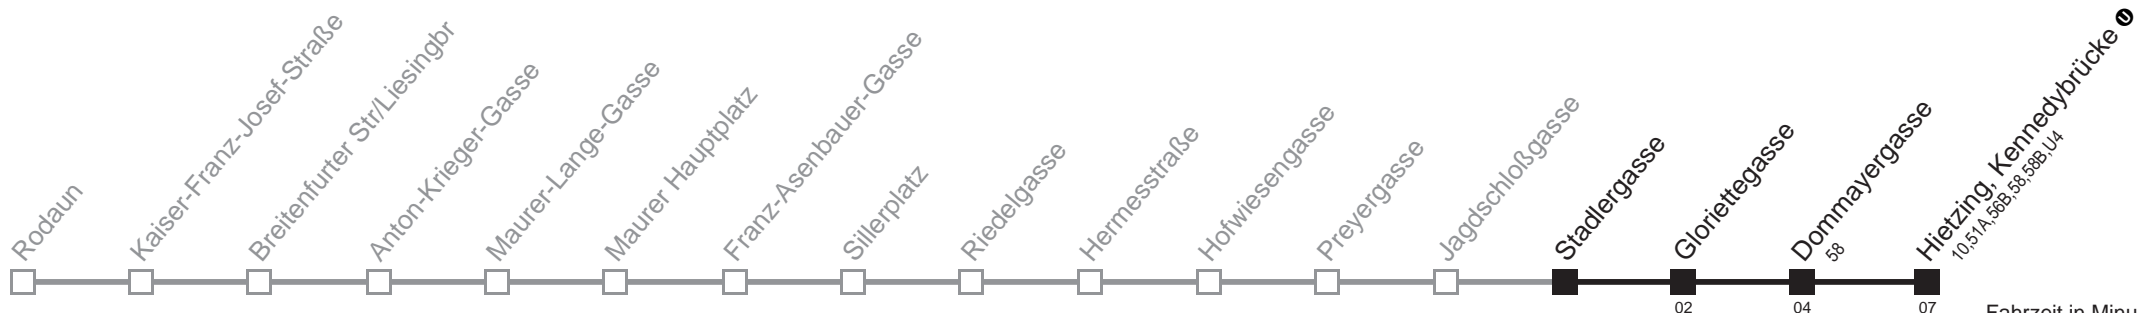 Rodaun
Kaiser-Franz-Josef-Straße
Breitenfurter Str/Liesingbr
Anton-Krieger-Gasse
Maurer-Lange-Gasse
Maurer Hauptplatz
Franz-Asenbauer-Gasse
Sillerplatz
Riedelgasse
Hermesstraße
Hofwiesengasse
Preyergasse
Jagdschloßgasse
Stadlergasse
Gloriettegasse
Dommayergasse
58
Hietzing, Kennedybrücke U
10,51A,56B,58,58B,U4
02
04
07
Fahrzeit in